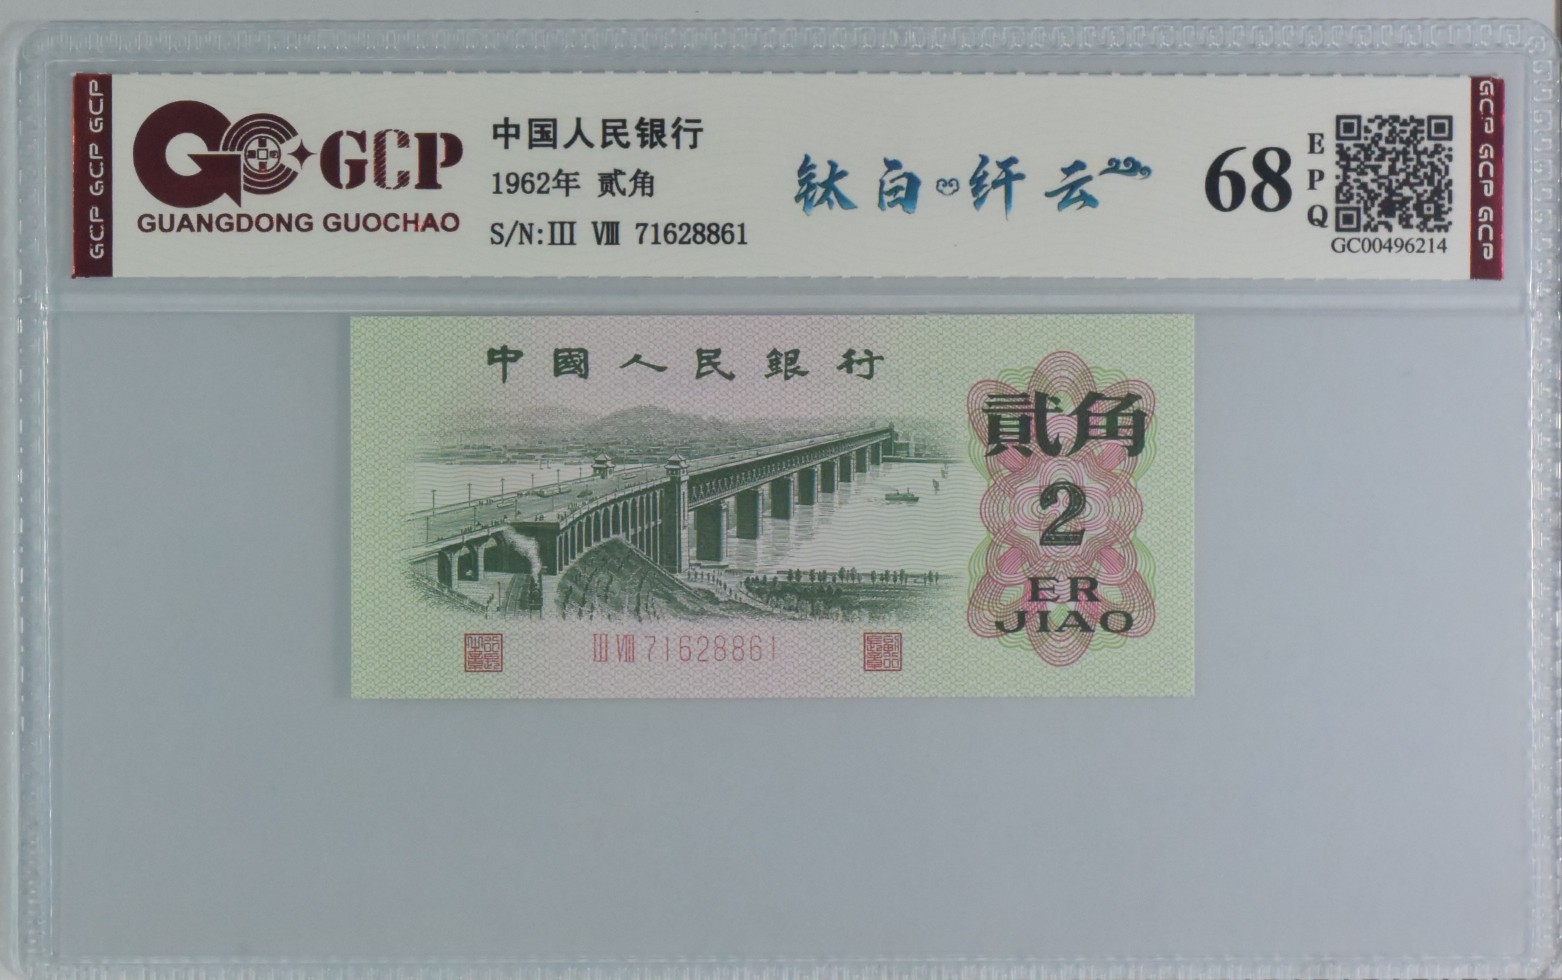 GCP GCP GCP
GCP
GUANGDONG GUOCHAO
中国人民银行
1962年 贰角
S/N:III VIII 71628861
钛白 纤云
68
EPQ
GC00496214
GCP GCP GCP
中國人民銀行
貳角
2
ER
JIAO
III VIII 71628861